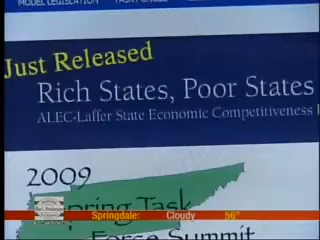 MODEL LEGISLATION
Just Released
Rich States, Poor States
ALEC-Laffer State Economic Competitiveness
2009
Spring Task
Force Summit
Springdale: Cloudy 56°